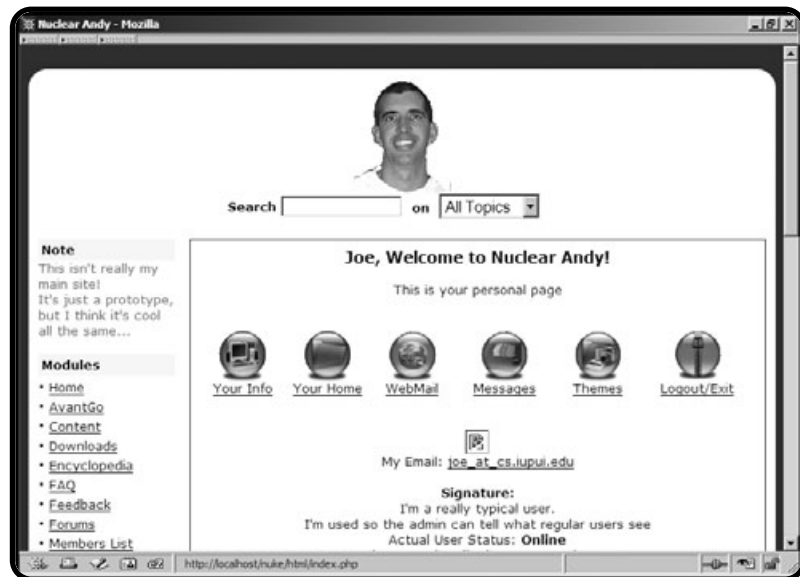 Nuclear Andy - Mozilla
Search on All Topics
Note
This isn't really my
main site!
It's just a prototype,
but I think it's cool
all the same...
Modules
• Home
• AvantGo
• Content
• Downloads
• Encyclopedia
• FAQ
• Feedback
• Forums
• Members List
Joe, Welcome to Nuclear Andy!
This is your personal page
Your Info Your Home WebMail Messages Themes Logout/Exit
My Email: joe_at_cs.iupui.edu
Signature:
I'm a really typical user.
I'm used so the admin can tell what regular users see
Actual User Status: Online
http://localhost/nuke/html/index.php